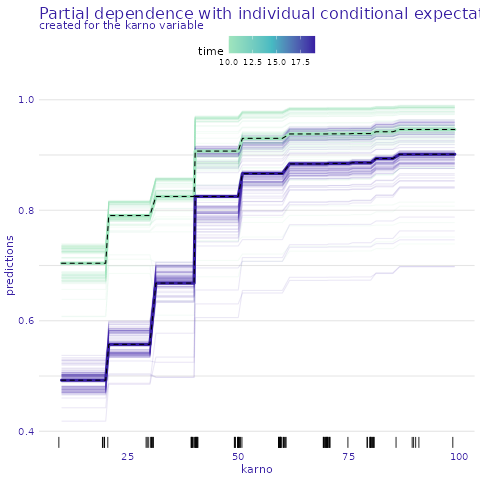 Partial dependence with individual conditional expectat
created for the karno variable
time
10.0 12.5 15.0 17.5
1.0
0.8
0.6
0.4
predictions
25 50 75 100
karno